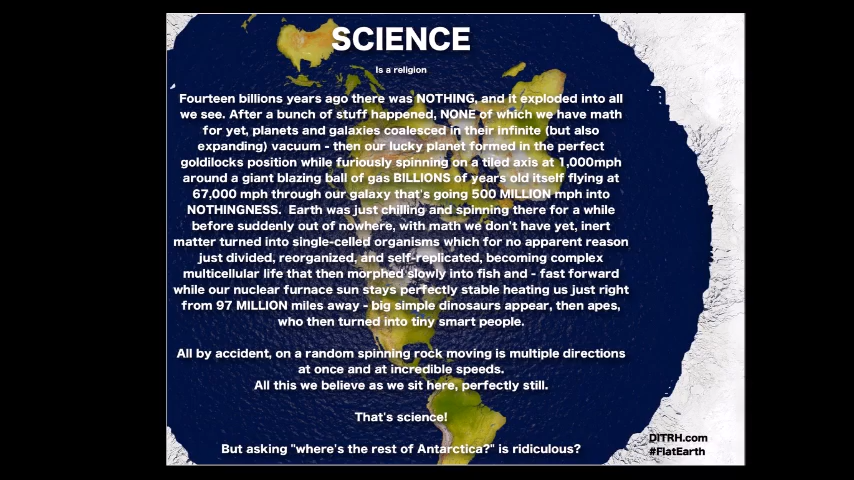 SCIENCE
Is a religion
Fourteen billions years ago there was NOTHING, and it exploded into all
we see. After a bunch of stuff happened, NONE of which we have math
for yet, planets and galaxies coalesced in their infinite (but also
expanding) vacuum - then our lucky planet formed in the perfect
goldilocks position while furiously spinning on a tiled axis at 1,000mph
around a giant blazing ball of gas BILLIONS of years old itself flying at
67,000 mph through our galaxy that's going 500 MILLION mph into
NOTHINGNESS. Earth was just chilling and spinning there for a while
before suddenly out of nowhere, with math we don't have yet, inert
matter turned into single-celled organisms which for no apparent reason
just divided, reorganized, and self-replicated, becoming complex
multicellular life that then morphed slowly into fish and - fast forward
while our nuclear furnace sun stays perfectly stable heating us just right
from 97 MILLION miles away - big simple dinosaurs appear, then apes,
who then turned into tiny smart people.
All by accident, on a random spinning rock moving is multiple directions
at once and at incredible speeds.
All this we believe as we sit here, perfectly still.
That's science!
But asking "where's the rest of Antarctica?" is ridiculous?
DITRH.com
#FlatEarth